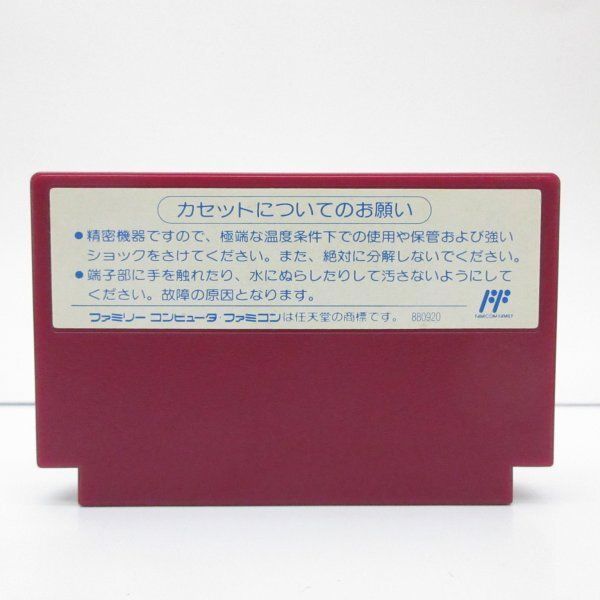 カセットについてのお願い
●精密機器ですので、極端な温度条件下での使用や保管および強い
ショックをさけてください。また、絶対に分解しないでください。
●端子部に手を触れたり、水にぬらしたりして汚さないようにして
ください。故障の原因となります。
ファミリー コンピュータ・ファミコンは任天堂の商標です。 880920
FAMICOM FAMILY